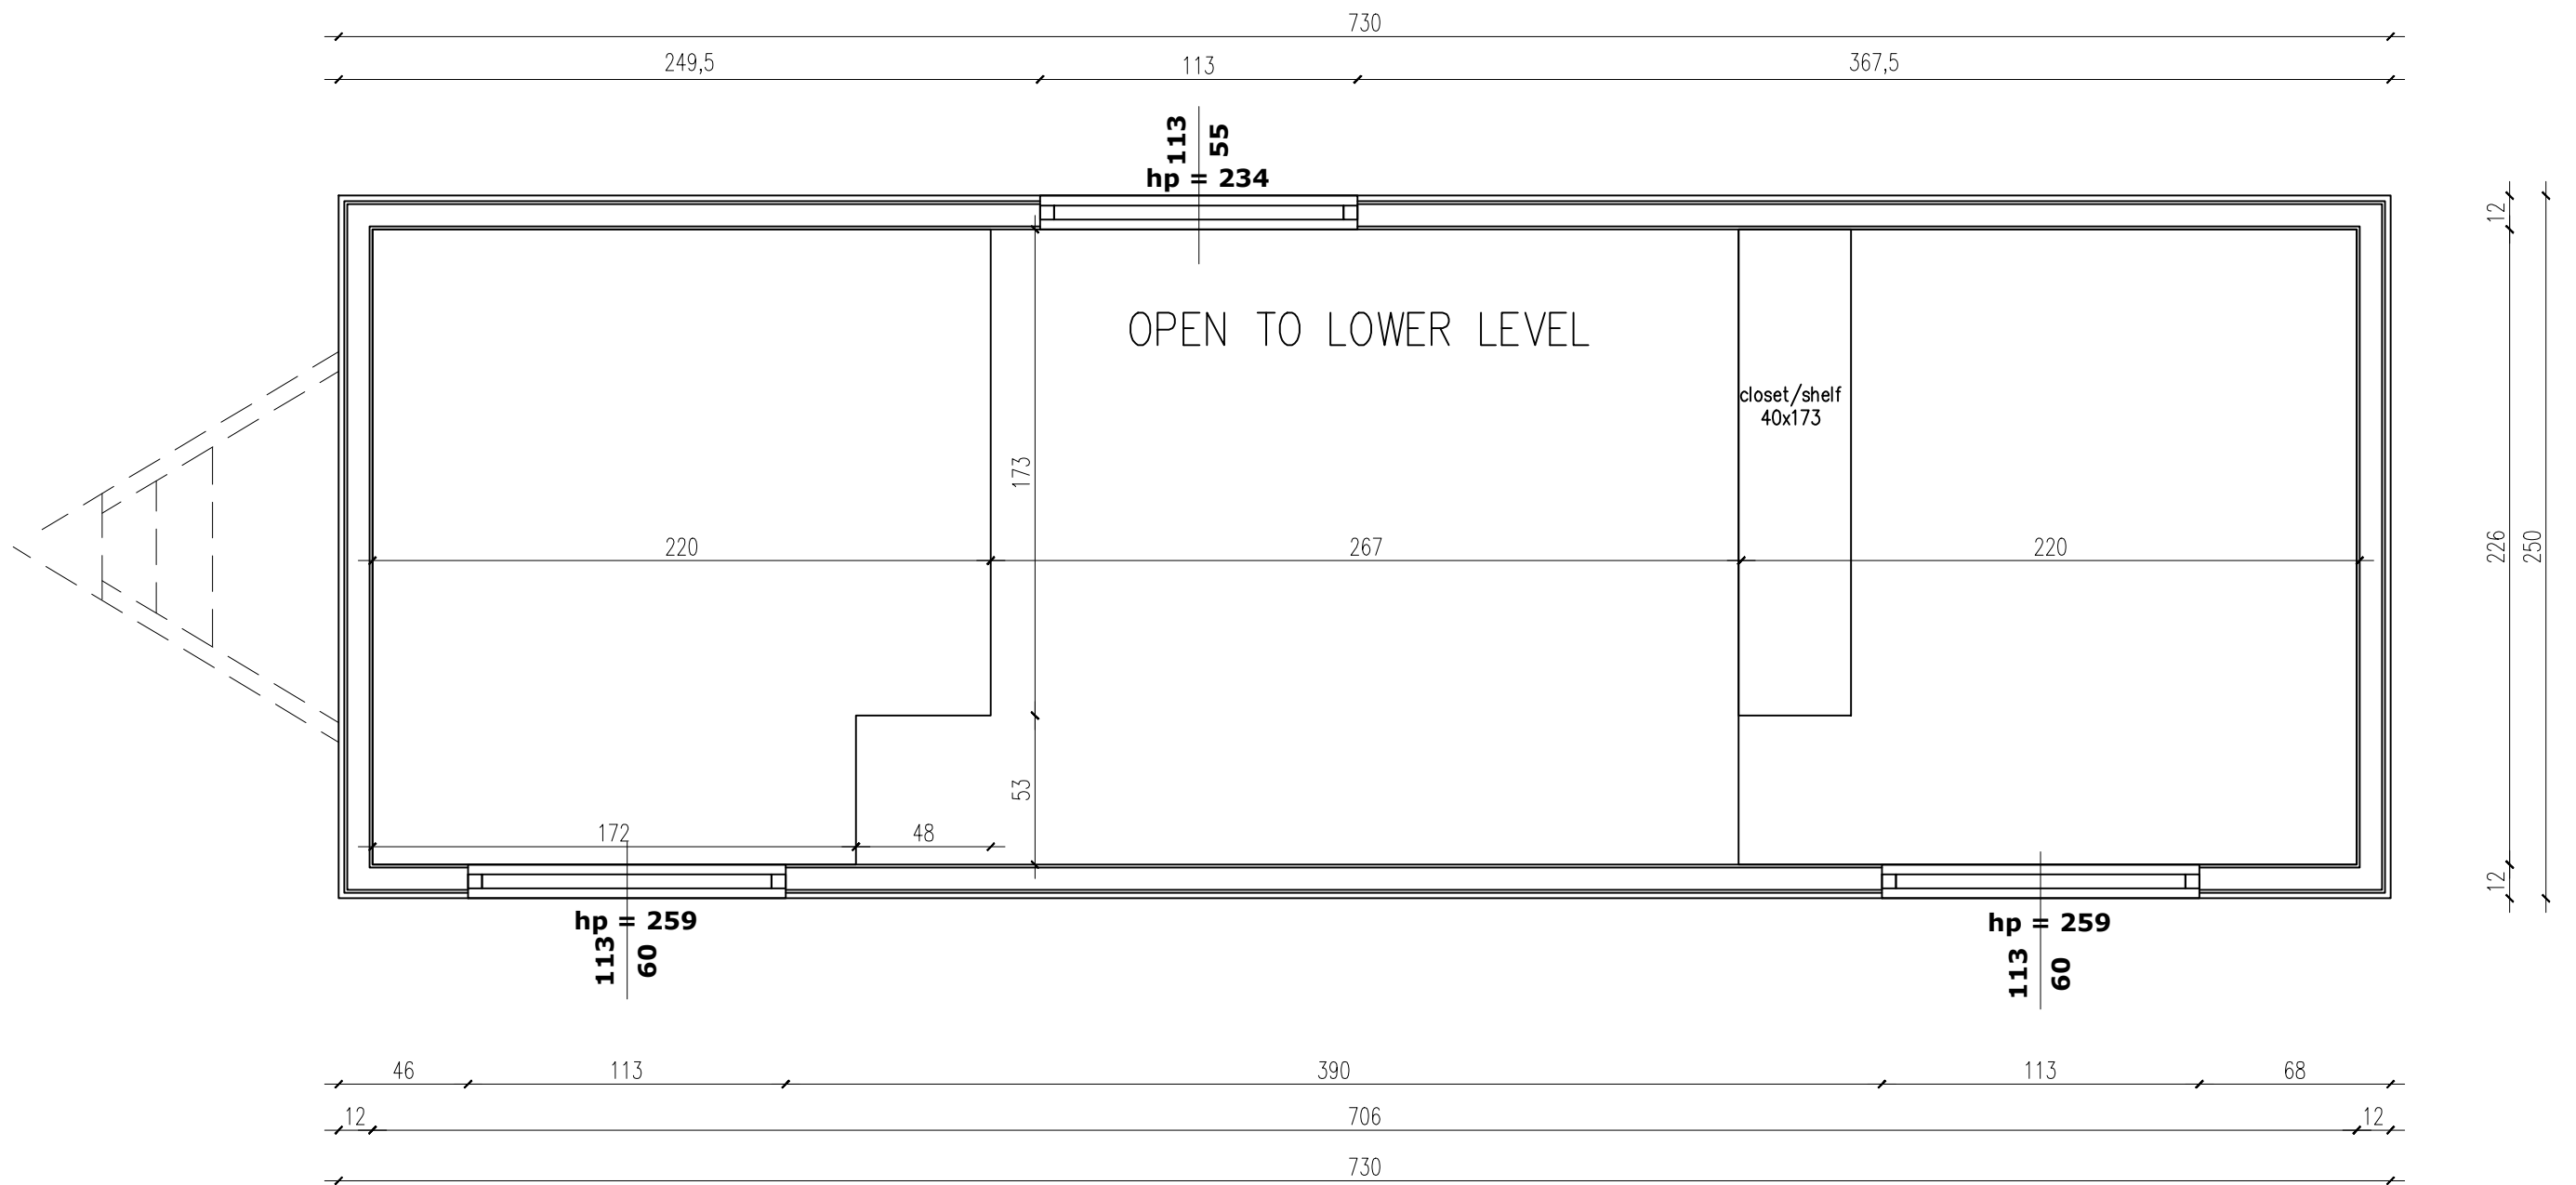 730
249,5 113 367,5
113 55
hp = 234
12
OPEN TO LOWER LEVEL
closet/shelf
40x173
173
220 267 220
226 250
53
172 48
12
hp = 259
113 60
hp = 259
113 60
46 113 390 113 68
12 706 12
730